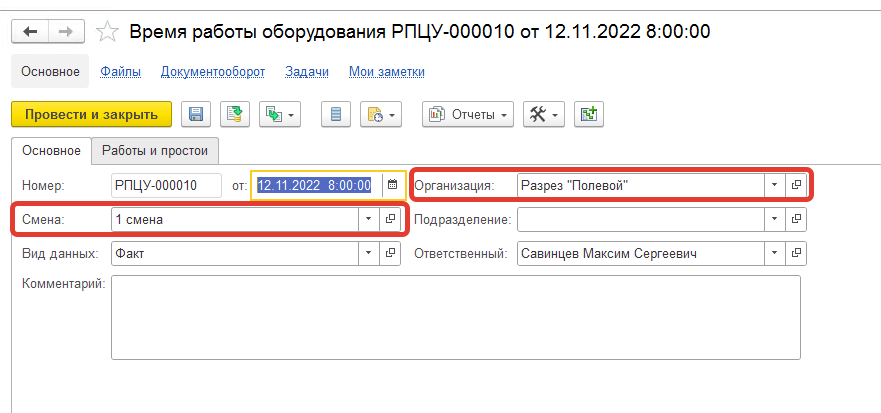 Время работы оборудования РПЦУ-000010 от 12.11.2022 8:00:00
Основное Файлы Документооборот Задачи Мои заметки
Провести и закрыть Отчеты
Основное Работы и простои
Номер: РПЦУ-000010 от: 12.11.2022 8:00:00 Организация: Разрез "Полевой"
Смена: 1 смена Подразделение:
Вид данных: Факт Ответственный: Савинцев Максим Сергеевич
Комментарий: